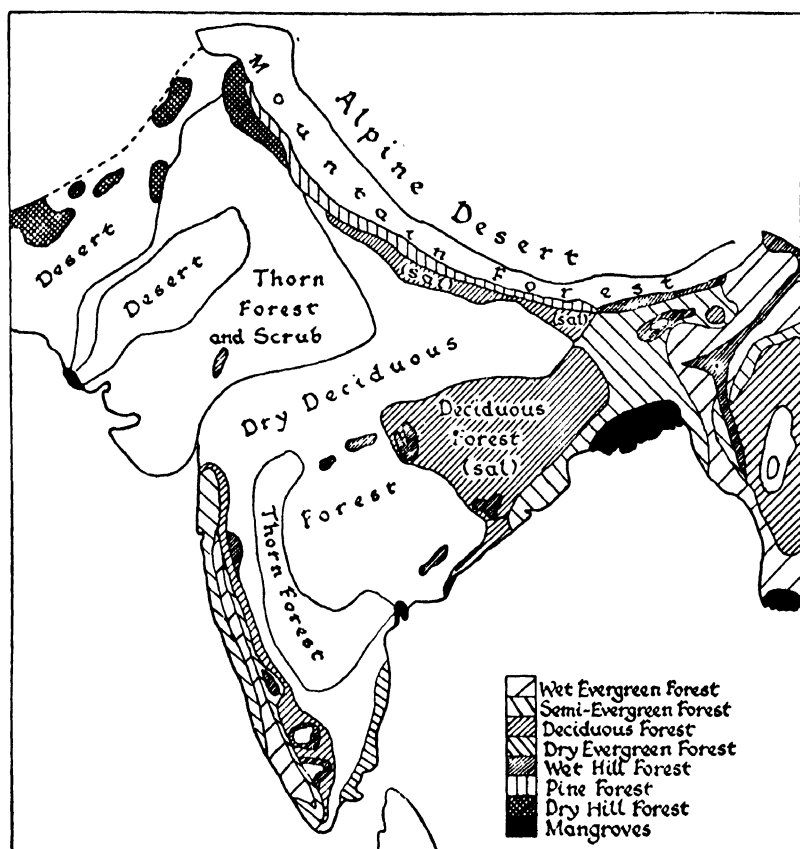 Mountain Forest
Alpine Desert
Desert
Desert
Thorn
Forest
and Scrub
(sal)
(sal)
Dry Deciduous
Forest
Deciduous
Forest
(sal)
Thorn Forest
Wet Evergreen Forest
Semi-Evergreen Forest
Deciduous Forest
Dry Evergreen Forest
Wet Hill Forest
Pine Forest
Dry Hill Forest
Mangroves